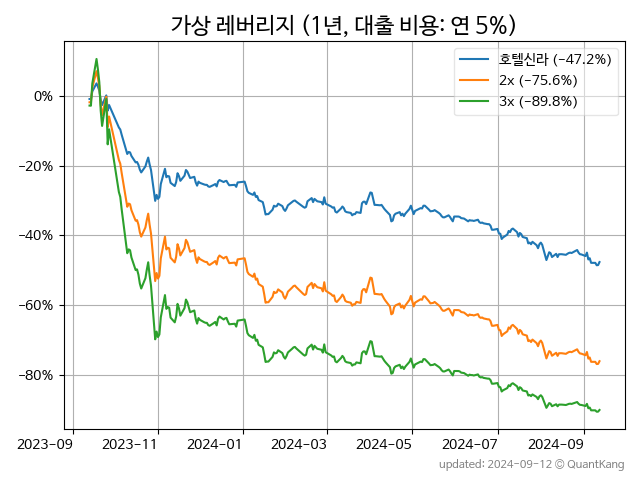 가상 레버리지 (1년, 대출 비용: 연 5%)
호텔신라 (−47.2%)
2x (−75.6%)
3x (−89.8%)
0%
−20%
−40%
−60%
−80%
2023-09 2023-11 2024-01 2024-03 2024-05 2024-07 2024-09
updated: 2024-09-12 © QuantKang